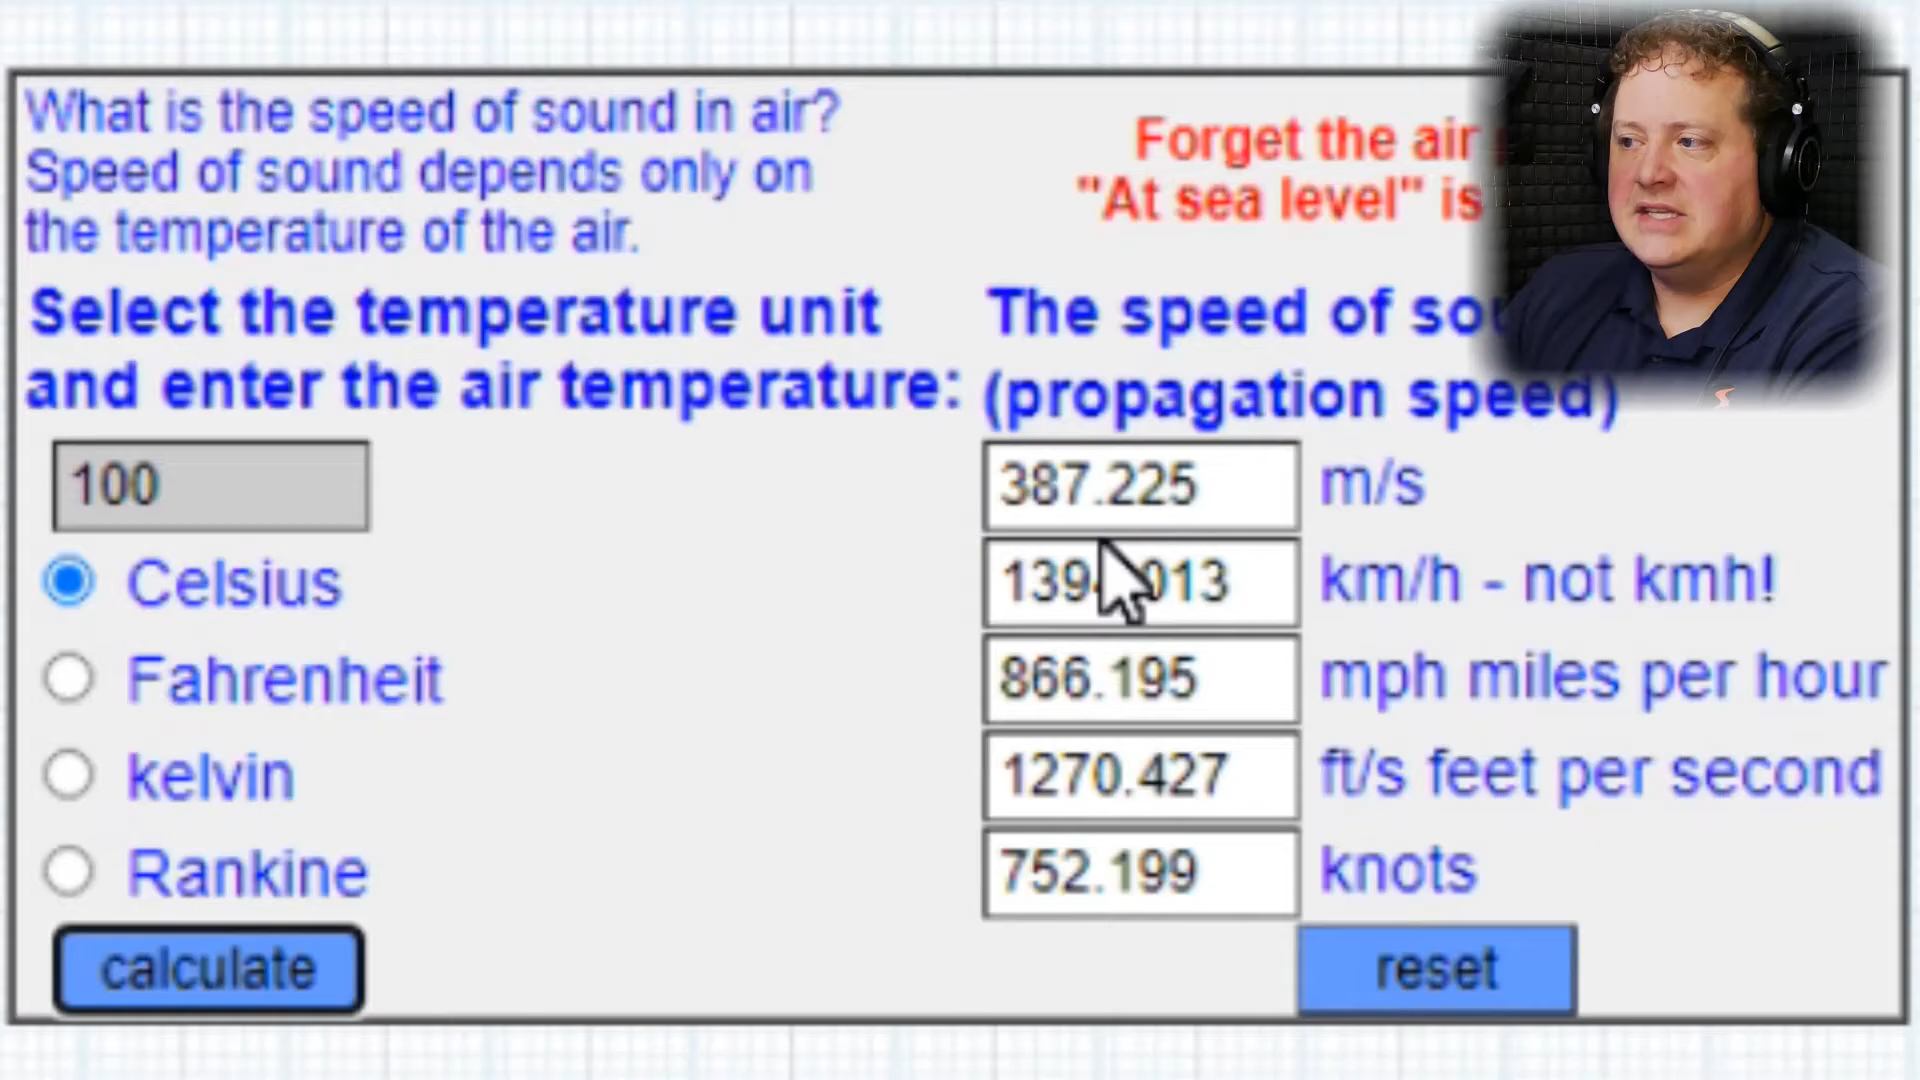 What is the speed of sound in air?
Speed of sound depends only on
the temperature of the air.
Forget the air
"At sea level" is
Select the temperature unit
and enter the air temperature:
The speed of
(propagation speed)
100
Celsius
Fahrenheit
kelvin
Rankine
calculate
387.225 m/s
km/h - not kmh!
866.195 mph miles per hour
1270.427 ft/s feet per second
752.199 knots
reset